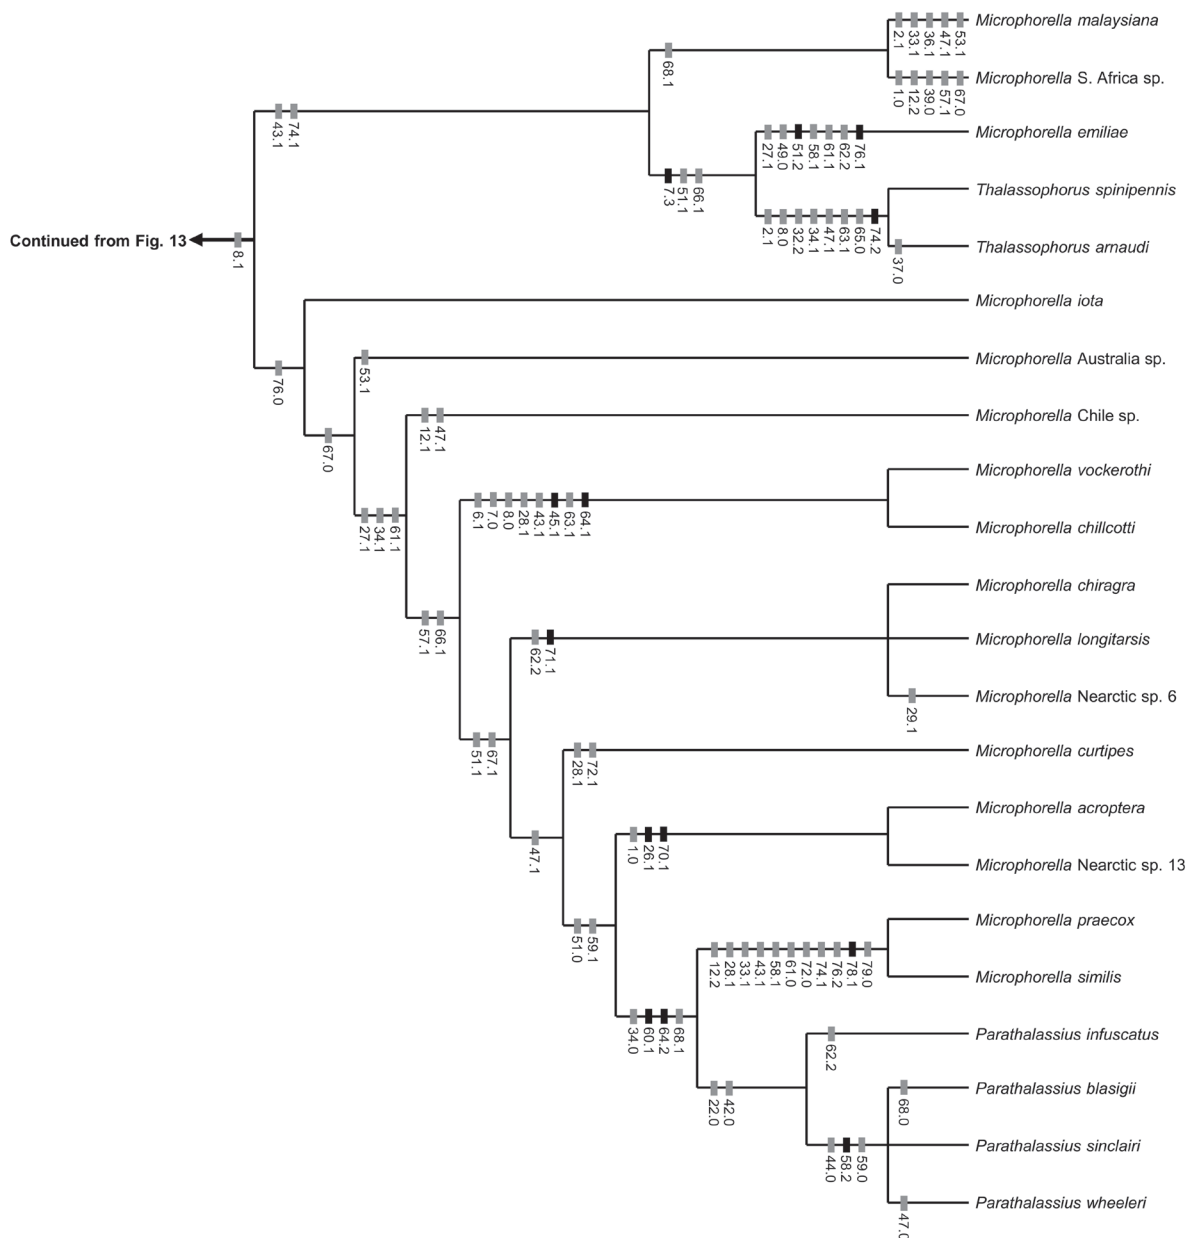 Microphorella malaysiana
2.1 33.1 36.1 47.1 53.1
68.1
Microphorella S. Africa sp.
1.0 12.2 39.0 57.1 67.0
43.1 74.1
Microphorella emiliae
27.1 49.0 51.2 58.1 61.1 62.2 76.1
7.3 51.1 66.1
Thalassophorus spinipennis
2.1 8.0 32.2 34.1 47.1 63.1 65.0 74.2
Continued from Fig. 13
8.1
Thalassophorus arnaudi
37.0
Microphorella iota
76.0
Microphorella Australia sp.
53.1
Microphorella Chile sp.
12.1 47.1
67.0
Microphorella vockerothi
6.1 7.0 8.0 28.1 43.1 45.1 63.1 64.1
27.1 34.1 61.1
Microphorella chillcotti
Microphorella chiragra
57.1 66.1
Microphorella longitarsis
62.2 71.1
Microphorella Nearctic sp. 6
29.1
51.1 67.1
Microphorella curtipes
28.1 72.1
Microphorella acroptera
47.1
1.0 26.1 70.1
Microphorella Nearctic sp. 13
Microphorella praecox
51.0 59.1
12.2 28.1 33.1 43.1 58.1 61.0 72.0 74.1 76.2 78.1 79.0
Microphorella similis
34.0 60.1 64.2 68.1
Parathalassius infuscatus
62.2
Parathalassius blasigii
22.0 42.0
68.0
Parathalassius sinclairi
44.0 58.2 59.0
Parathalassius wheeleri
47.0